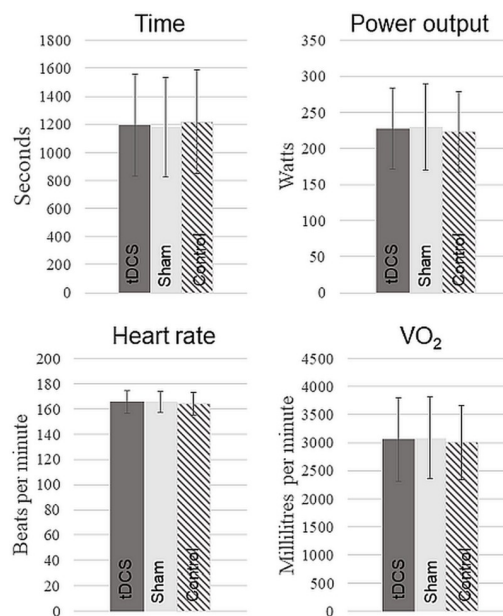 Time
Seconds
1800
1600
1400
1200
1000
800
600
400
200
0
tDCS
Sham
Control
Power output
Watts
350
300
250
200
150
100
50
0
tDCS
Sham
Control
Heart rate
Beats per minute
200
180
160
140
120
100
80
60
40
20
0
tDCS
Sham
Control
VO₂
Millilitres per minute
4500
4000
3500
3000
2500
2000
1500
1000
500
0
tDCS
Sham
Control